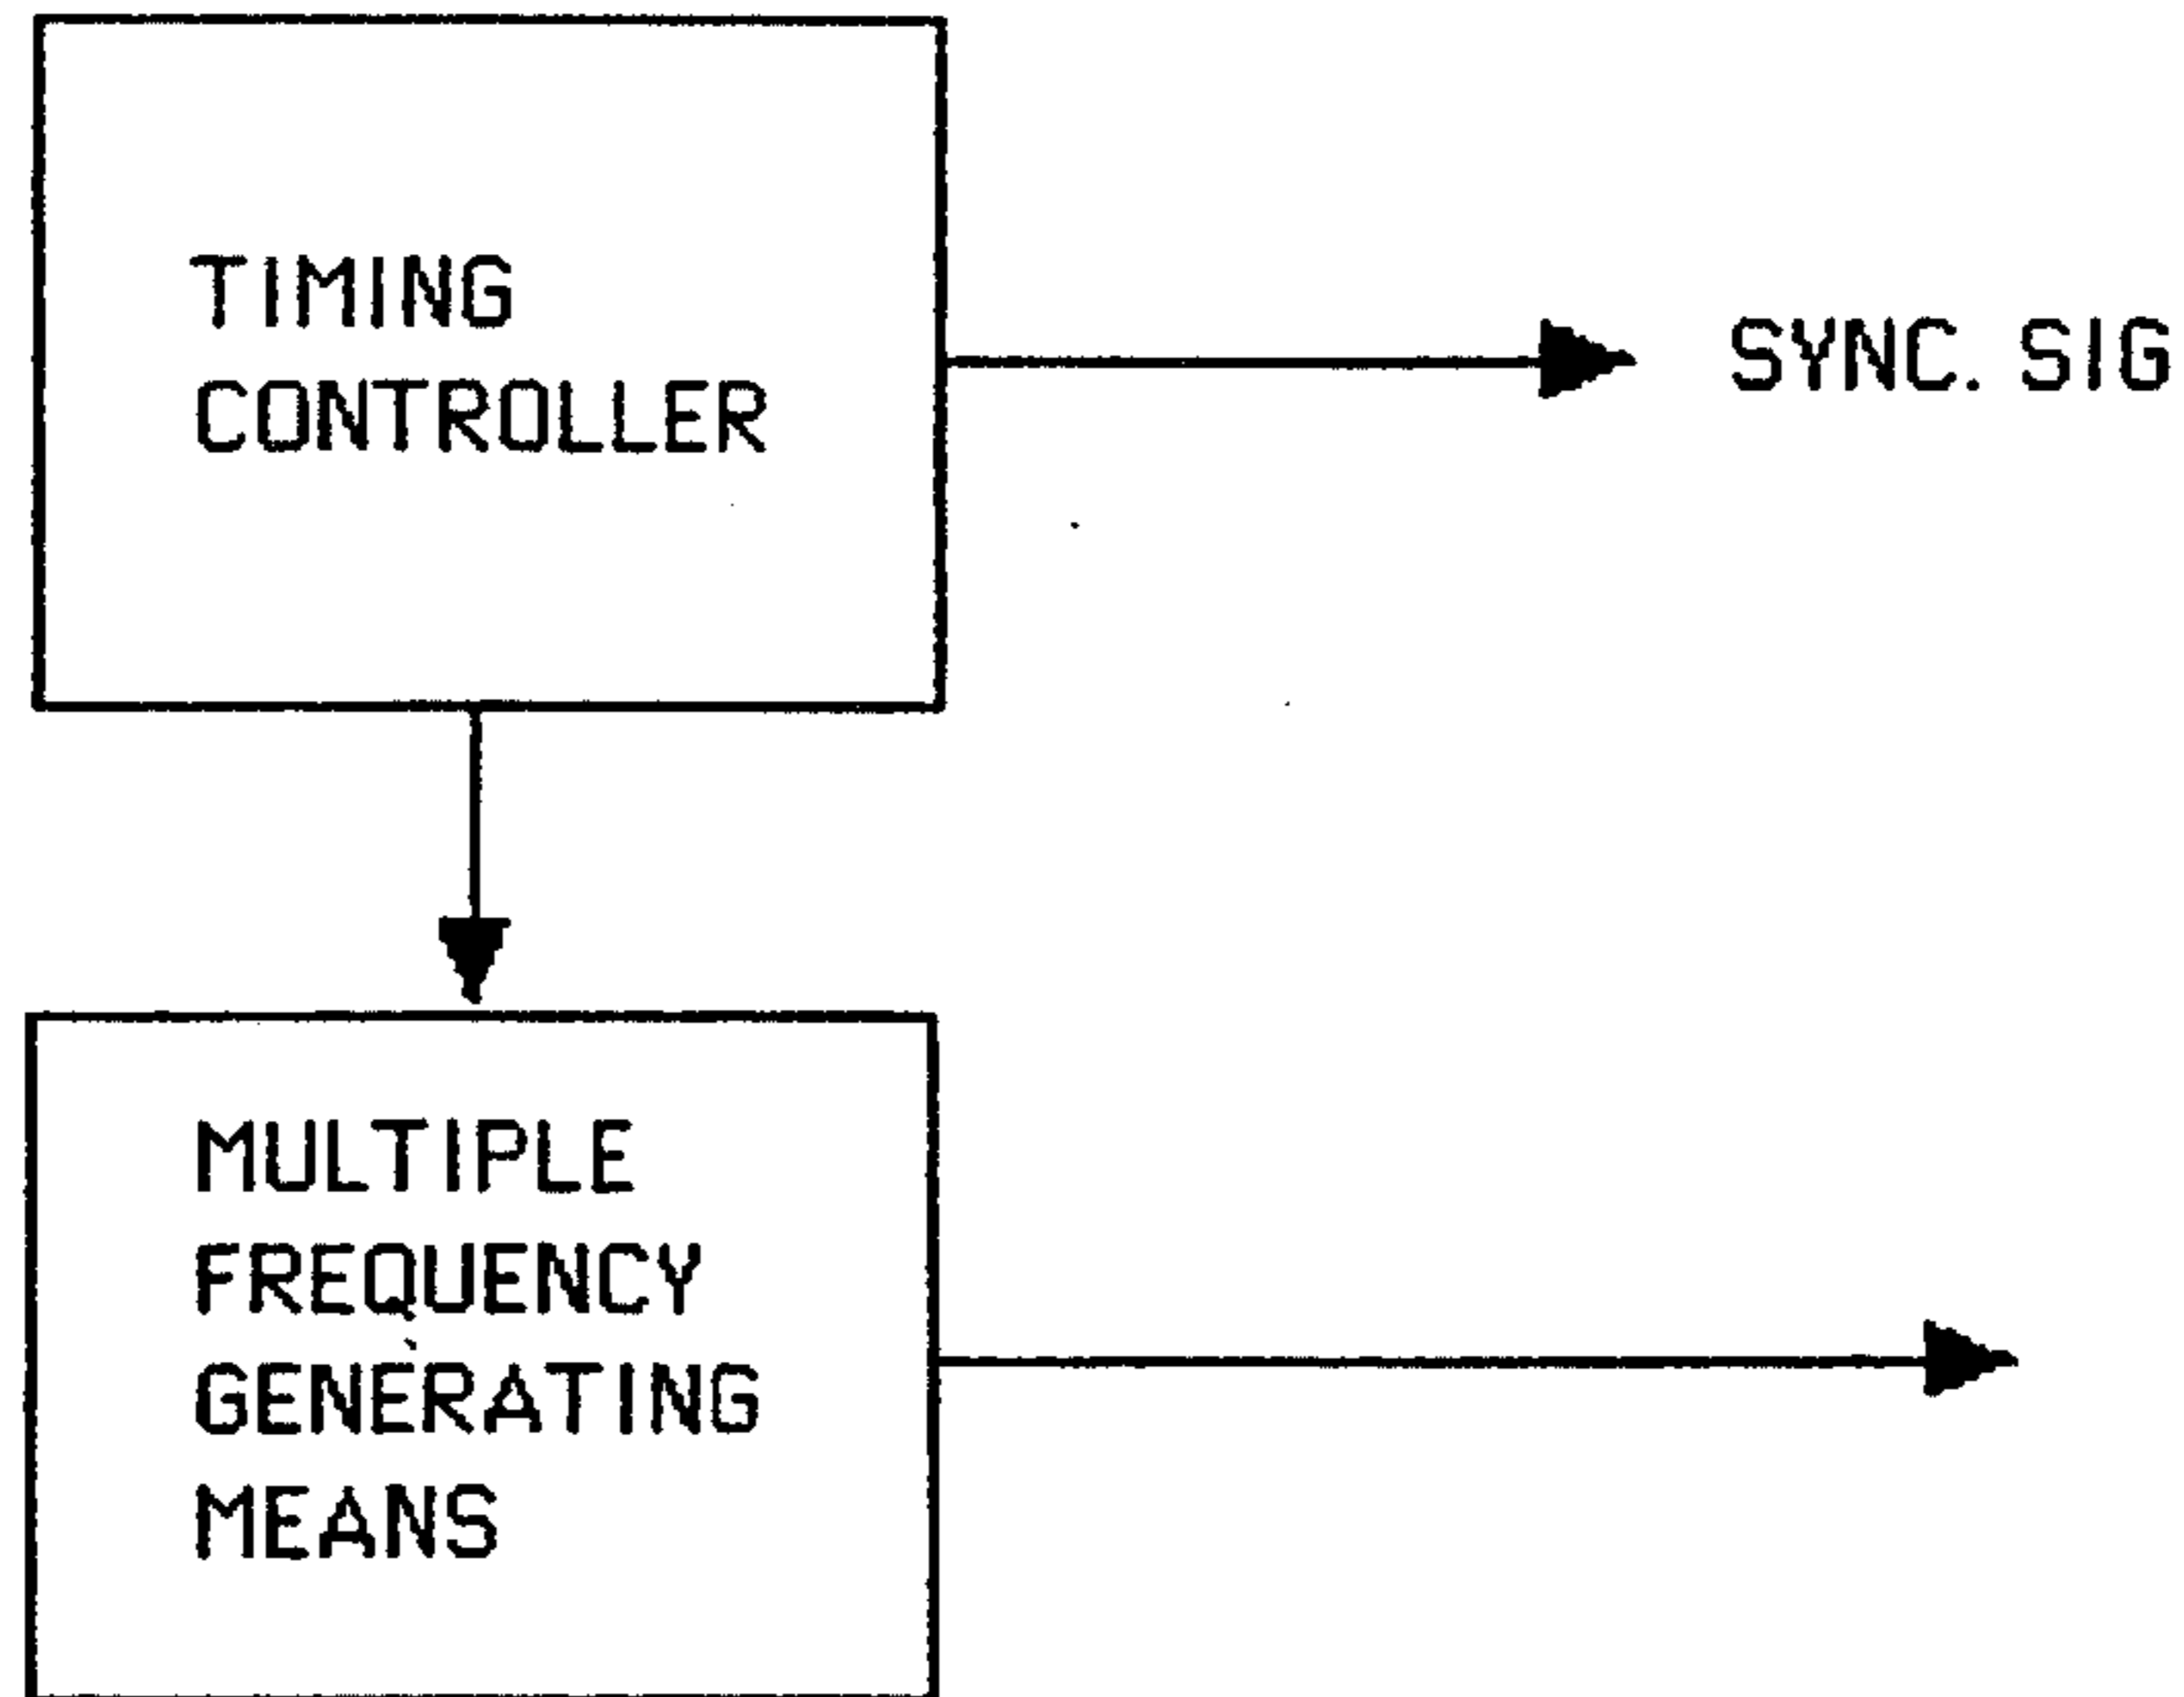 TIMING
CONTROLLER
SYNC. SIG
MULTIPLE
FREQUENCY
GENERATING
MEANS